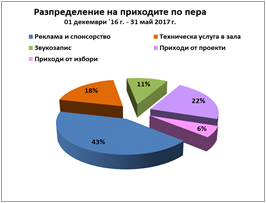 Разпределение на приходите по пера
01 декември `16 г. - 31 май 2017 г.
Реклама и спонсорство
Техническа услуга в зала
Звукозапис
Приходи от проекти
Приходи от избори
11%
18%
22%
6%
43%